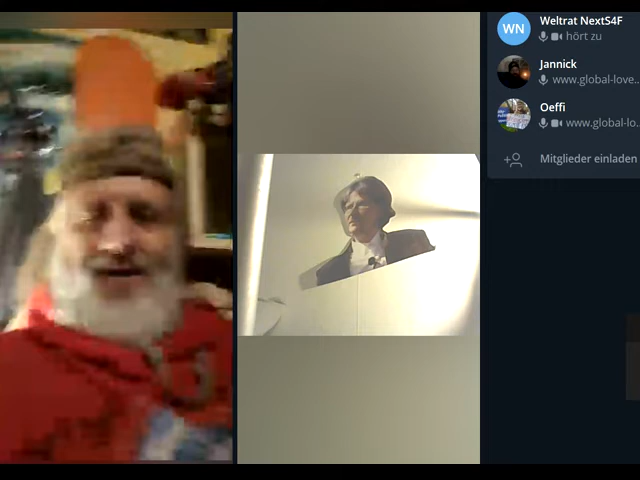 WN
Weltrat NextS4F
hört zu
Jannick
www.global-love..
Oeffi
www.global-lo..
Mitglieder einladen